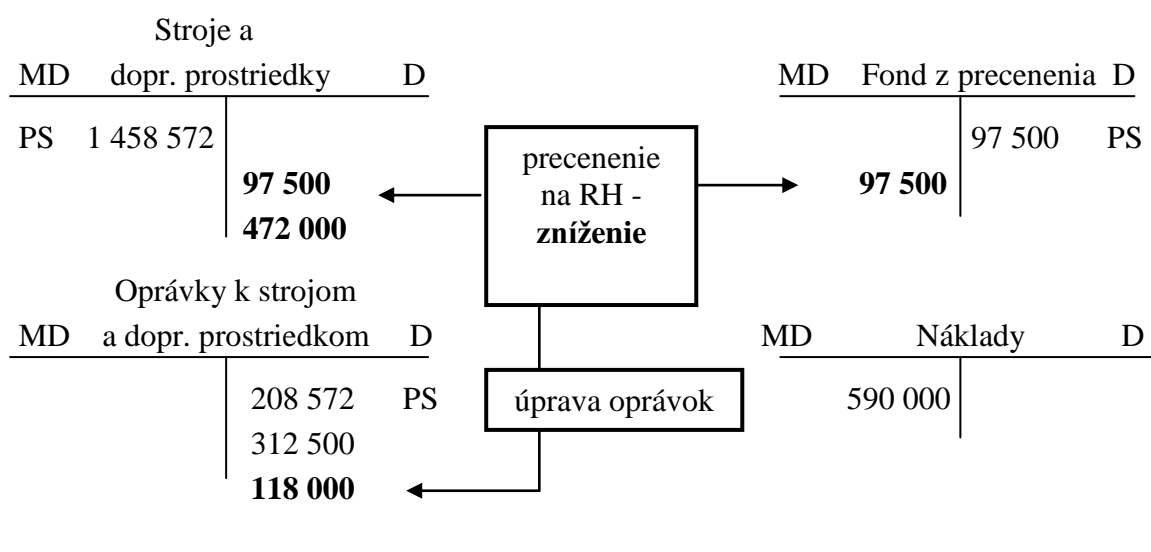 Stroje a
MD dopr. prostriedky D
MD Fond z precenenia D
PS 1 458 572
97 500 PS
precenenie
na RH -
zníženie
97 500
472 000
97 500
Oprávky k strojom
MD a dopr. prostriedkom D
MD Náklady D
208 572 PS
312 500
118 000
úprava oprávok
590 000